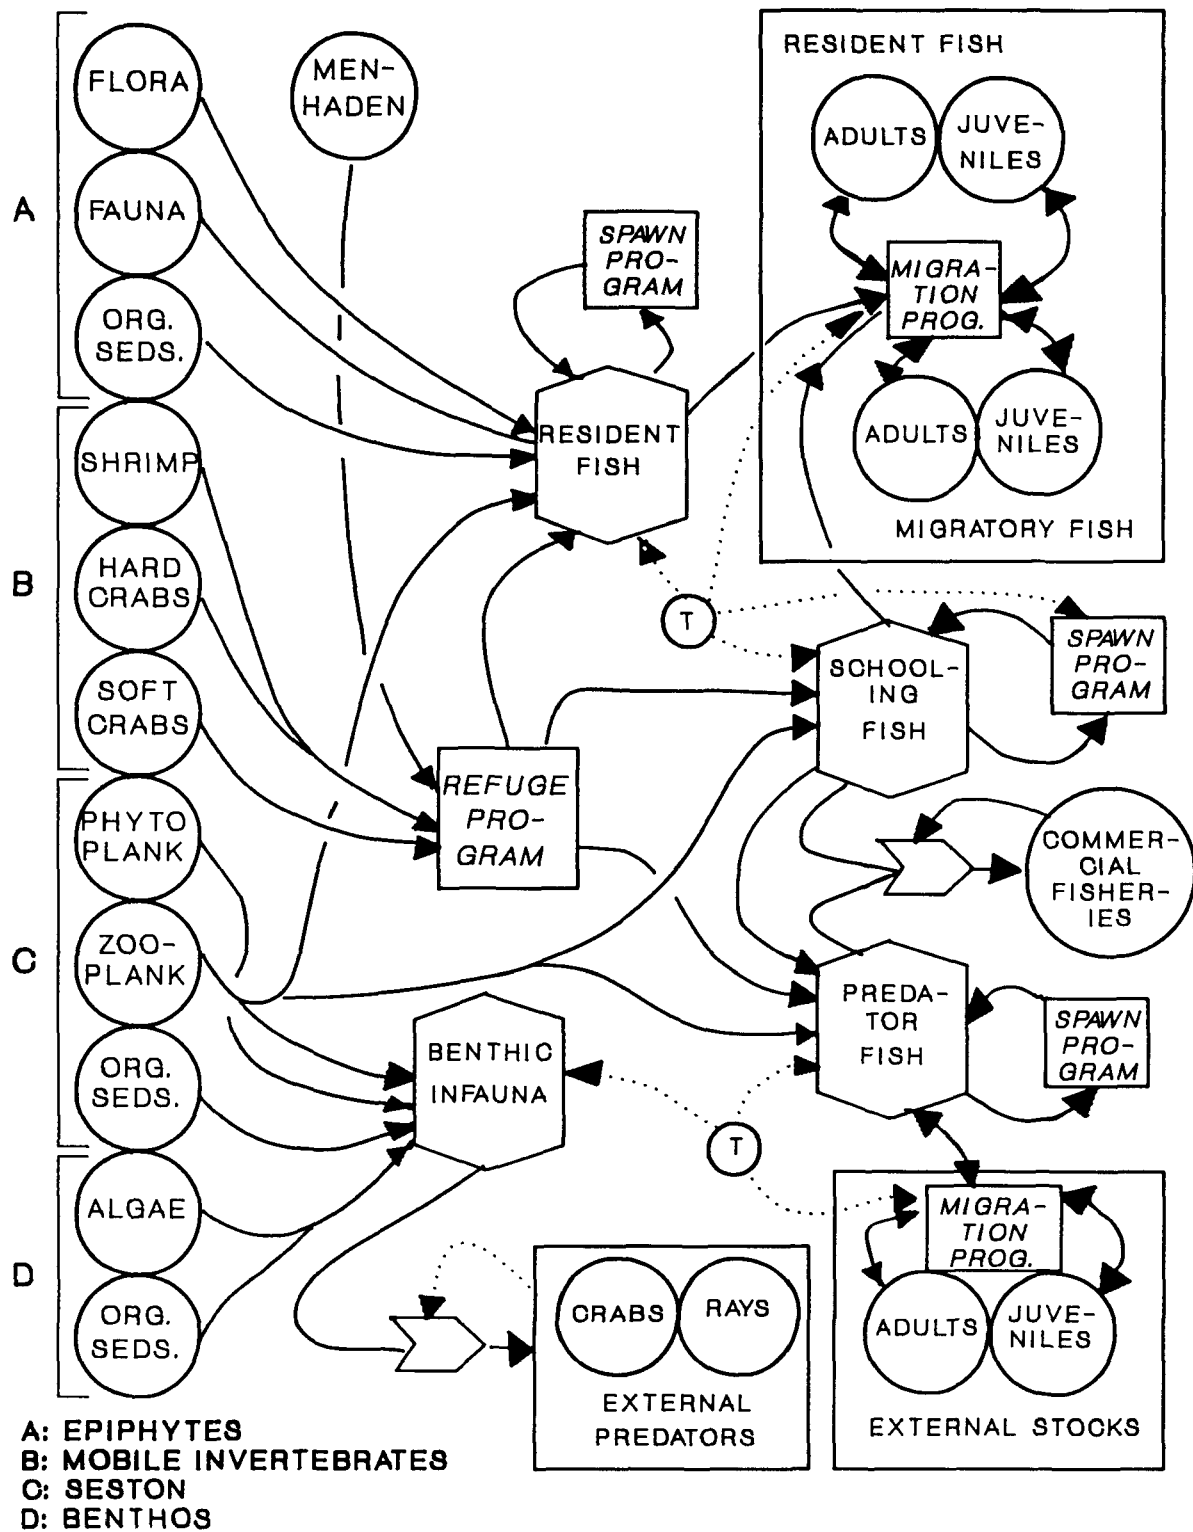 A
FLORA
FAUNA
ORG.
SEDS.
MEN-
HADEN
SPAWN
PRO-
GRAM
RESIDENT FISH
ADULTS
JUVE-
NILES
MIGRA-
TION
PROG.
ADULTS
JUVE-
NILES
MIGRATORY FISH
B
SHRIMP
HARD
CRABS
SOFT
CRABS
RESIDENT
FISH
T
SCHOOL-
ING
FISH
SPAWN
PRO-
GRAM
REFUGE
PRO-
GRAM
COMMER-
CIAL
FISHER-
IES
C
PHYTO
PLANK
ZOO-
PLANK
ORG.
SEDS.
BENTHIC
INFAUNA
PREDA-
TOR
FISH
SPAWN
PRO-
GRAM
T
D
ALGAE
ORG.
SEDS.
CRABS
RAYS
EXTERNAL
PREDATORS
MIGRA-
TION
PROG.
ADULTS
JUVE-
NILES
EXTERNAL STOCKS
A: EPIPHYTES
B: MOBILE INVERTEBRATES
C: SESTON
D: BENTHOS